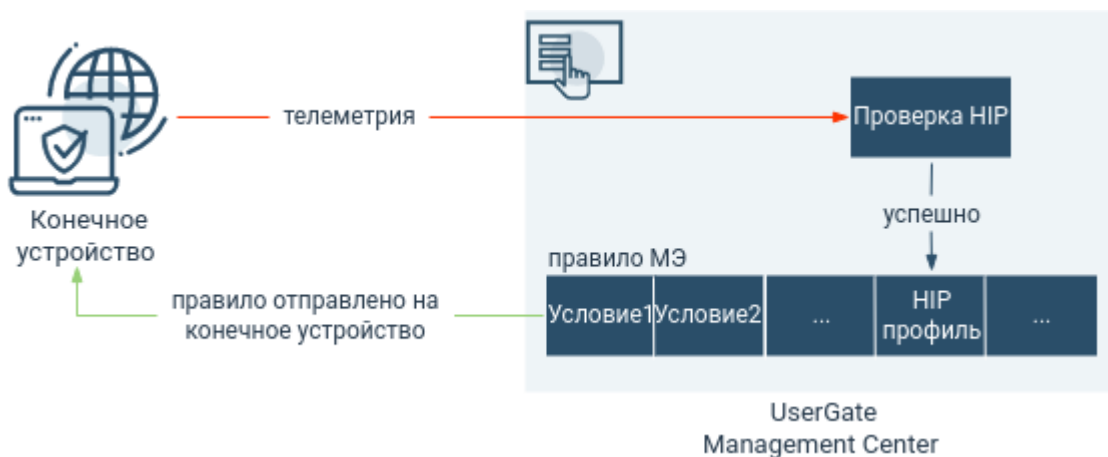 телеметрия
Проверка HIP
успешно
Конечное
устройство
правило МЭ
правило отправлено на
конечное устройство
Условие1
Условие2
...
HIP
профиль
...
UserGate
Management Center